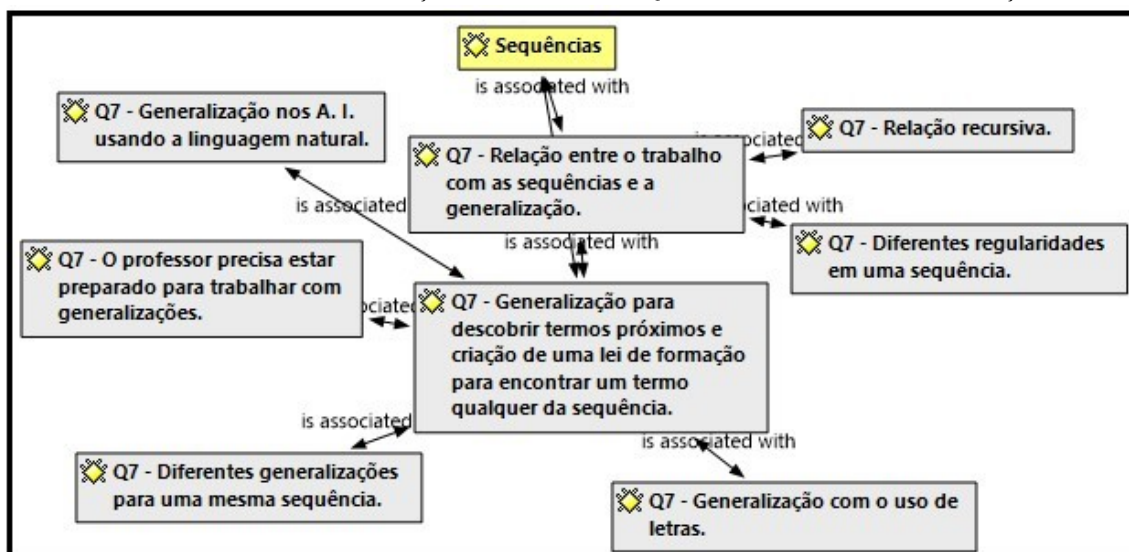 Sequências
is associated with
Q7 - Generalização nos A. I.
usando a linguagem natural.
Q7 - Relação recursiva.
is associated
Q7 - Relação entre o trabalho
com as sequências e a
generalização.
is associated
associated with
is associated with
Q7 - Diferentes regularidades
em uma sequência.
Q7 - O professor precisa estar
preparado para trabalhar com
generalizações.
Q7 - Generalização para
descobrir termos próximos e
criação de uma lei de formação
para encontrar um termo
qualquer da sequência.
is associated
is associated with
Q7 - Diferentes generalizações
para uma mesma sequência.
Q7 - Generalização com o uso de
letras.